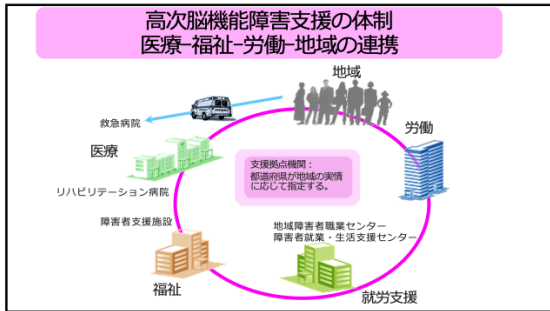 高次脳機能障害支援の体制
医療−福祉−労働−地域の連携
地域
救急病院
労働
医療
支援拠点機関：
都道府県が地域の実情
に応じて指定する。
リハビリテーション病院
障害者支援施設
地域障害者職業センター
障害者就業・生活支援センター
福祉
就労支援